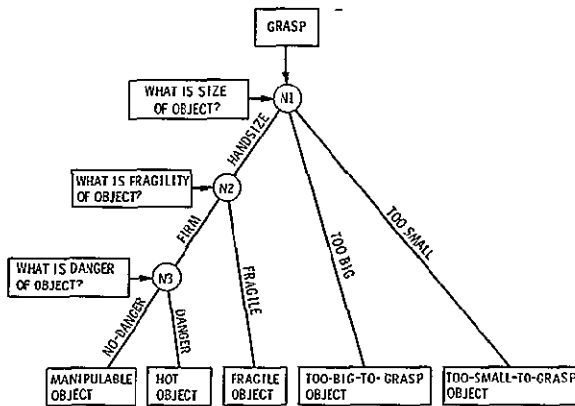 GRASP
WHAT IS SIZE
OF OBJECT?
N1
HANDSIZE
WHAT IS FRAGILITY
OF OBJECT?
N2
TOO BIG
TOO SMALL
FIRM
FRAGILE
WHAT IS DANGER
OF OBJECT?
N3
NO-DANGER
DANGER
MANIPULABLE
OBJECT
HOT
OBJECT
FRAGILE
OBJECT
TOO-BIG-TO-GRASP
OBJECT
TOO-SMALL-TO-GRASP
OBJECT